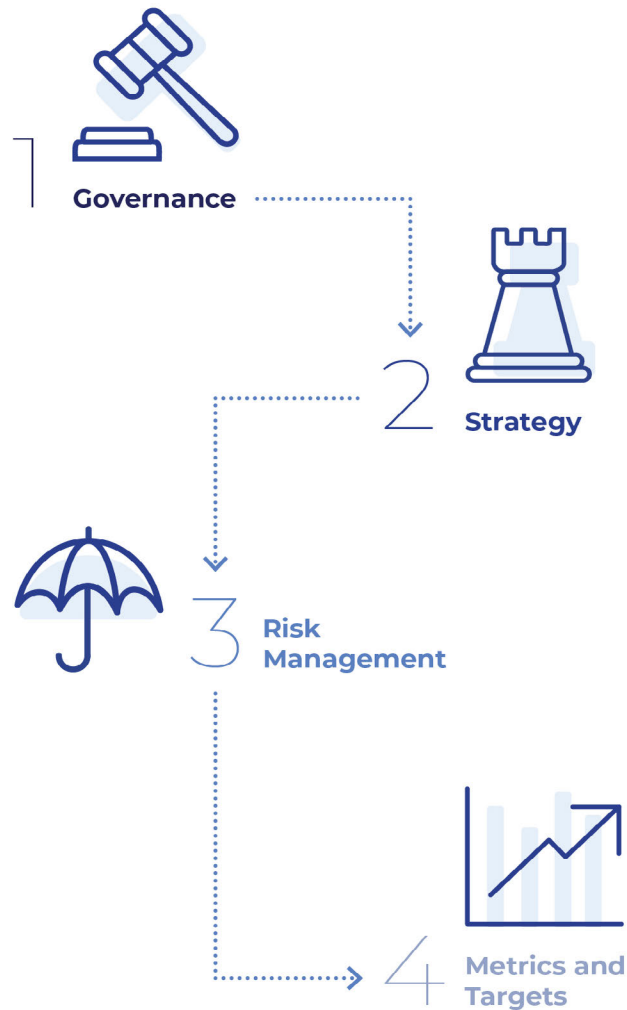 1
Governance
2
Strategy
3
Risk
Management
4
Metrics and
Targets